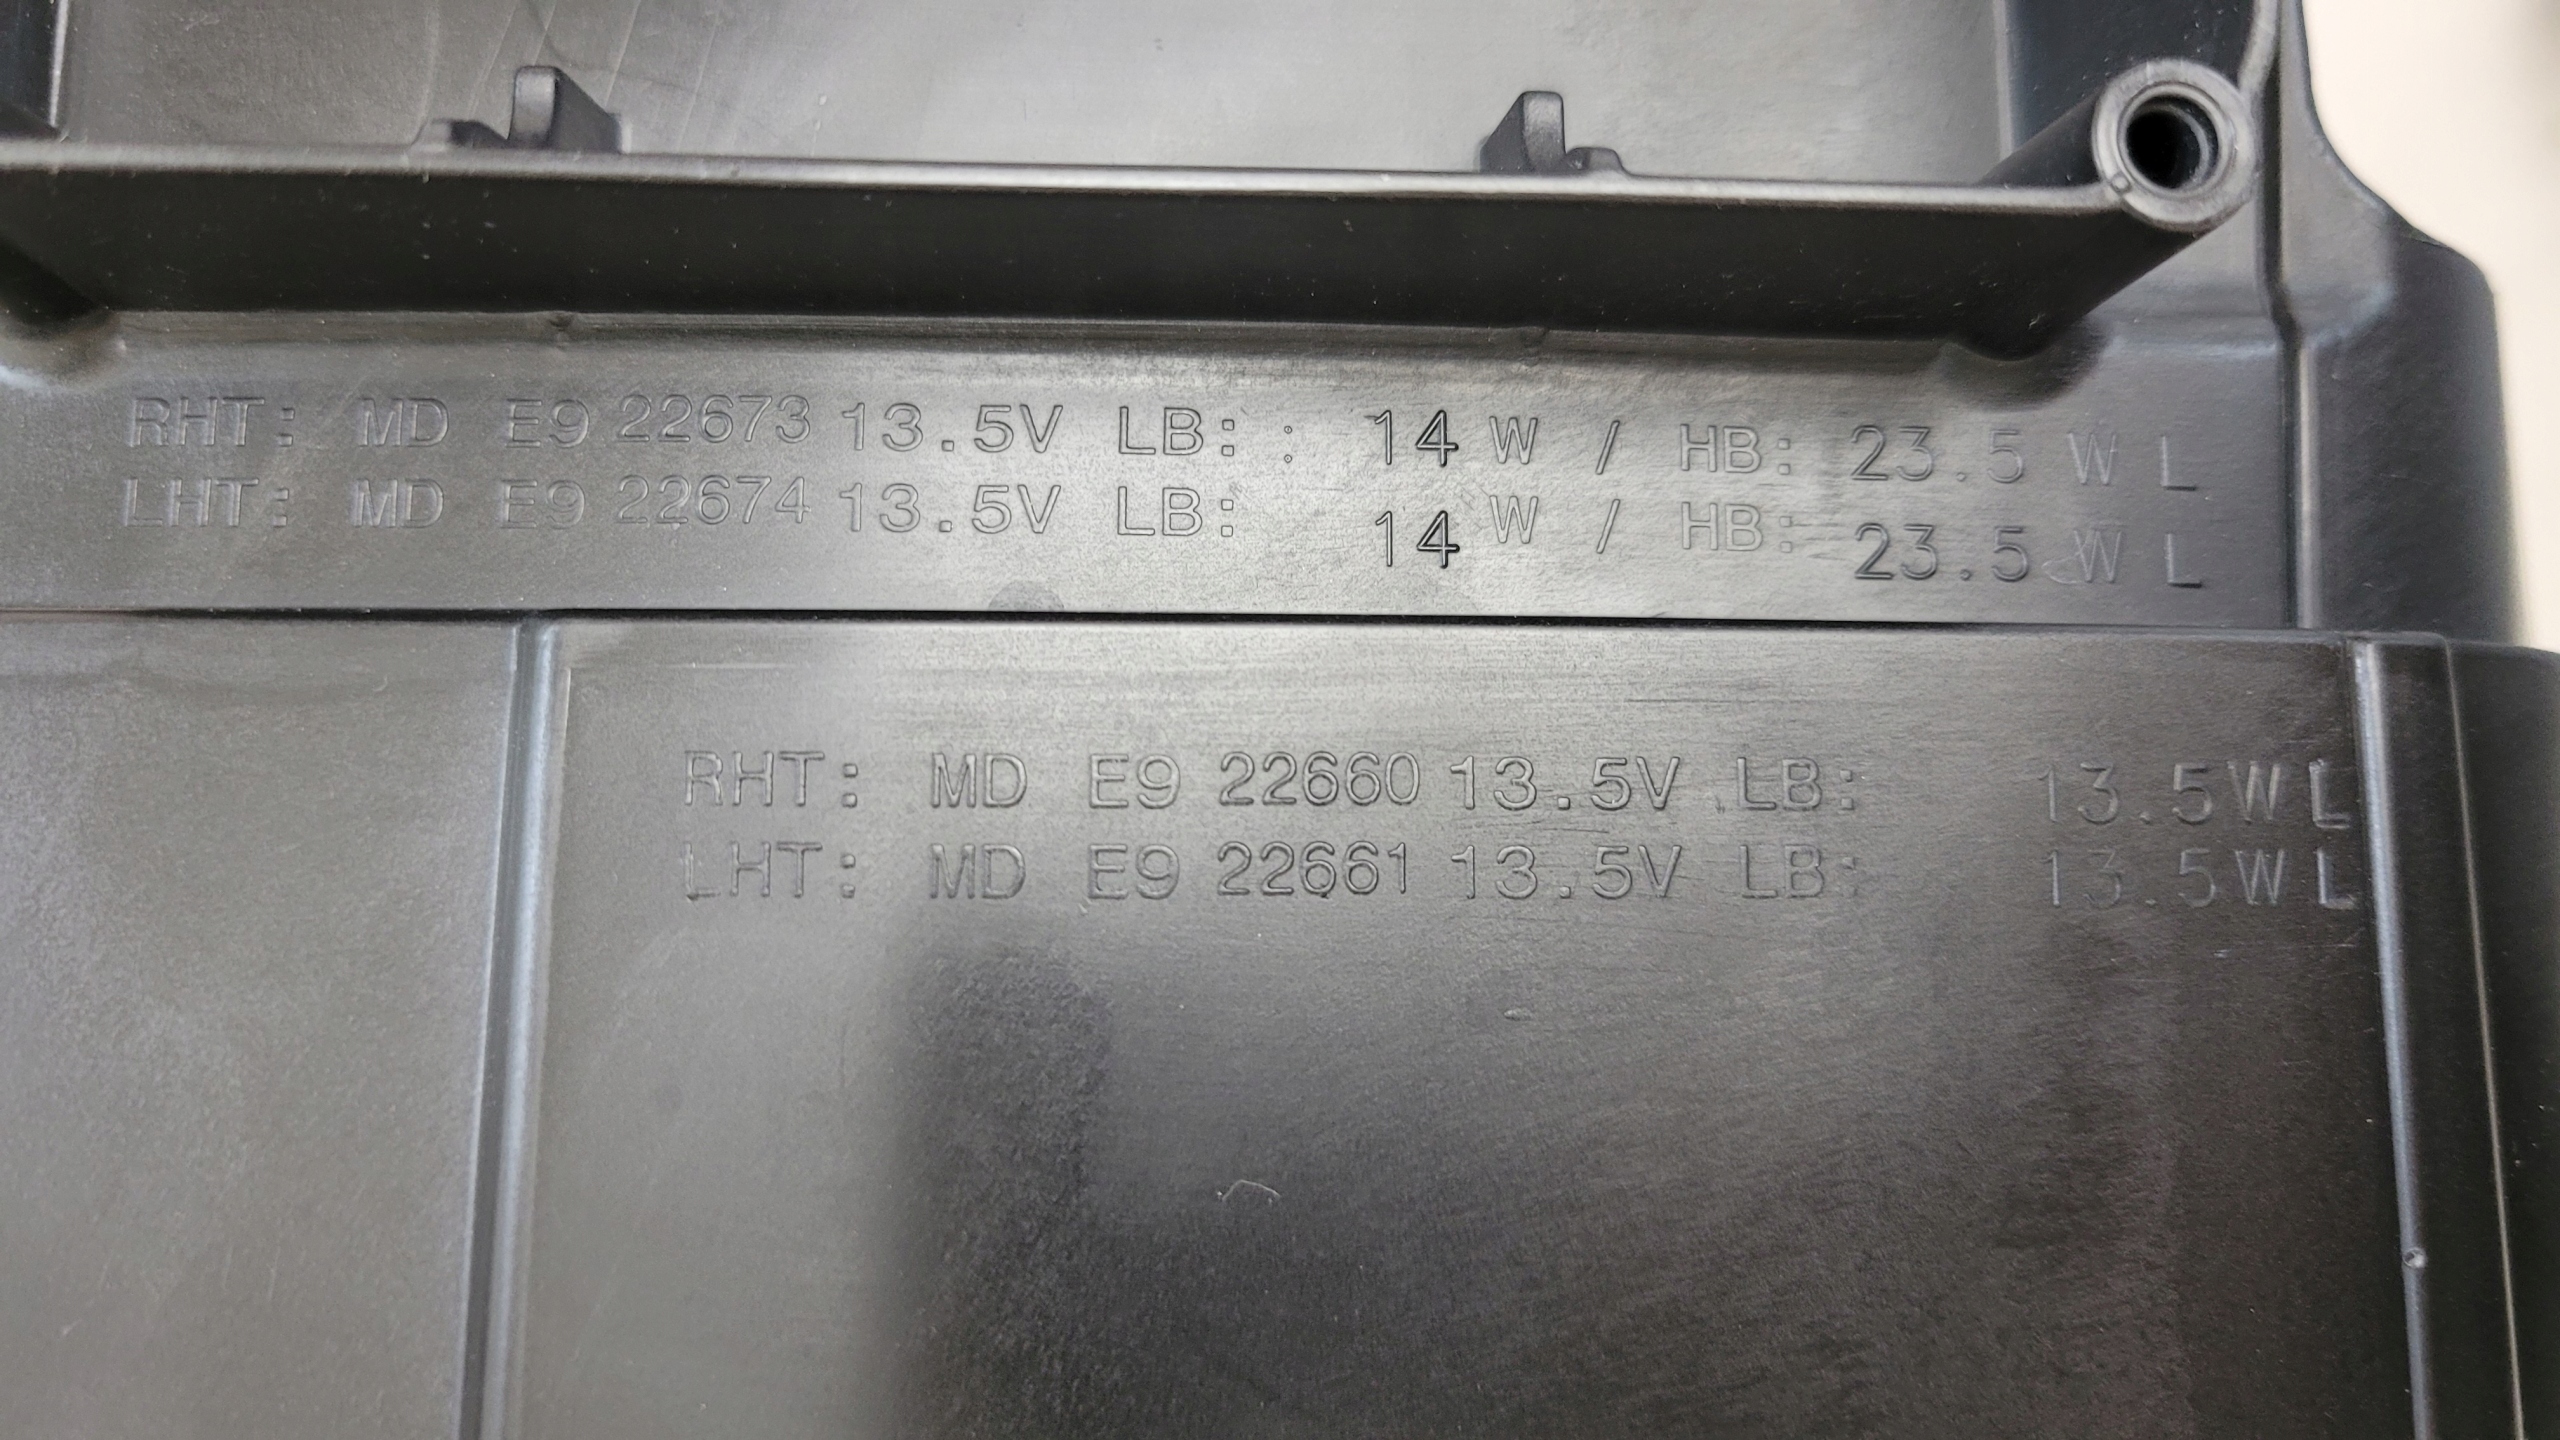 RHT: MD E9 22673 13.5V LB: : 14 W / HB: 23.5 W L
LHT: MD E9 22674 13.5V LB: 14 W / HB: 23.5 W L
RHT: MD E9 22660 13.5V LB: 13.5W L
LHT: MD E9 22661 13.5V LB: 13.5W L